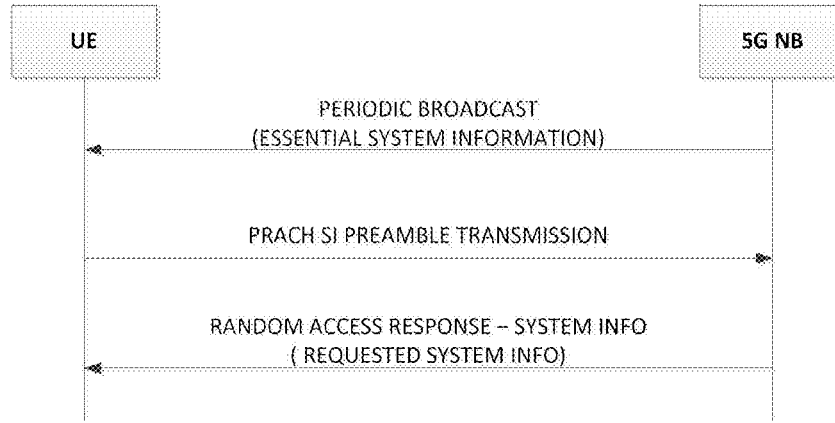 UE
5G NB
PERIODIC BROADCAST
(ESSENTIAL SYSTEM INFORMATION)
PRACH SI PREAMBLE TRANSMISSION
RANDOM ACCESS RESPONSE – SYSTEM INFO
( REQUESTED SYSTEM INFO)